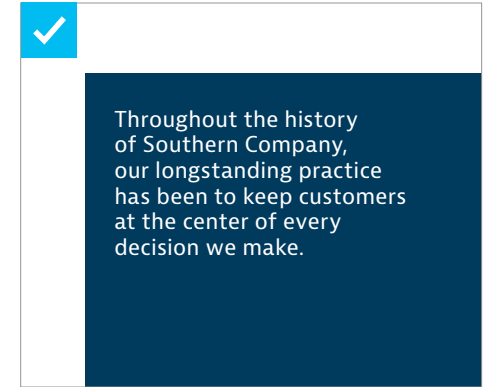 Throughout the history
of Southern Company,
our longstanding practice
has been to keep customers
at the center of every
decision we make.